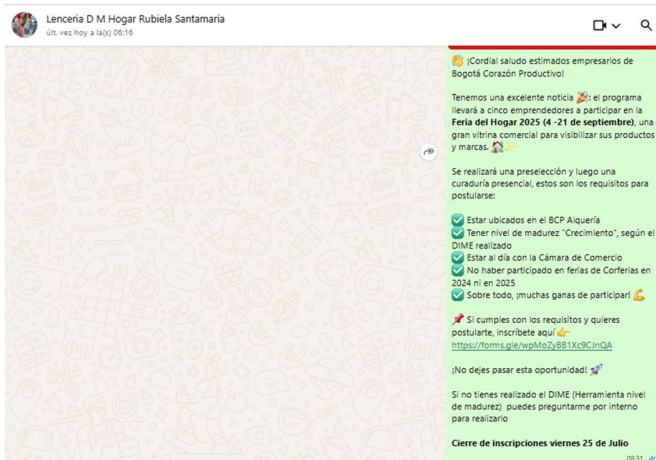 Lenceria D M Hogar Rubiela Santamaria
últ. vez hoy a la(s) 06:16
👋 ¡Cordial saludo estimados empresarios de
Bogotá Corazón Productivo!
Tenemos una excelente noticia 🎉: el programa
llevará a cinco emprendedores a participar en la
Feria del Hogar 2025 (4 -21 de septiembre), una
gran vitrina comercial para visibilizar sus productos
y marcas. 🏠✨
Se realizará una preselección y luego una
curaduría presencial, estos son los requisitos para
postularse:
✅ Estar ubicados en el BCP Alquería
✅ Tener nivel de madurez "Crecimiento", según el
DIME realizado
✅ Estar al día con la Cámara de Comercio
✅ No haber participado en ferias de Corferias en
2024 ni en 2025
✅ Sobre todo, ¡muchas ganas de participar! 💪
📌 Si cumples con los requisitos y quieres
postularte, inscríbete aquí 👉
https://forms.gle/wpMoZyBB1Xc9CJnQA
¡No dejes pasar esta oportunidad! 🚀
Si no tienes realizado el DIME (Herramienta nivel
de madurez) puedes preguntarme por interno
para realizarlo
Cierre de inscripciones viernes 25 de Julio
08:31